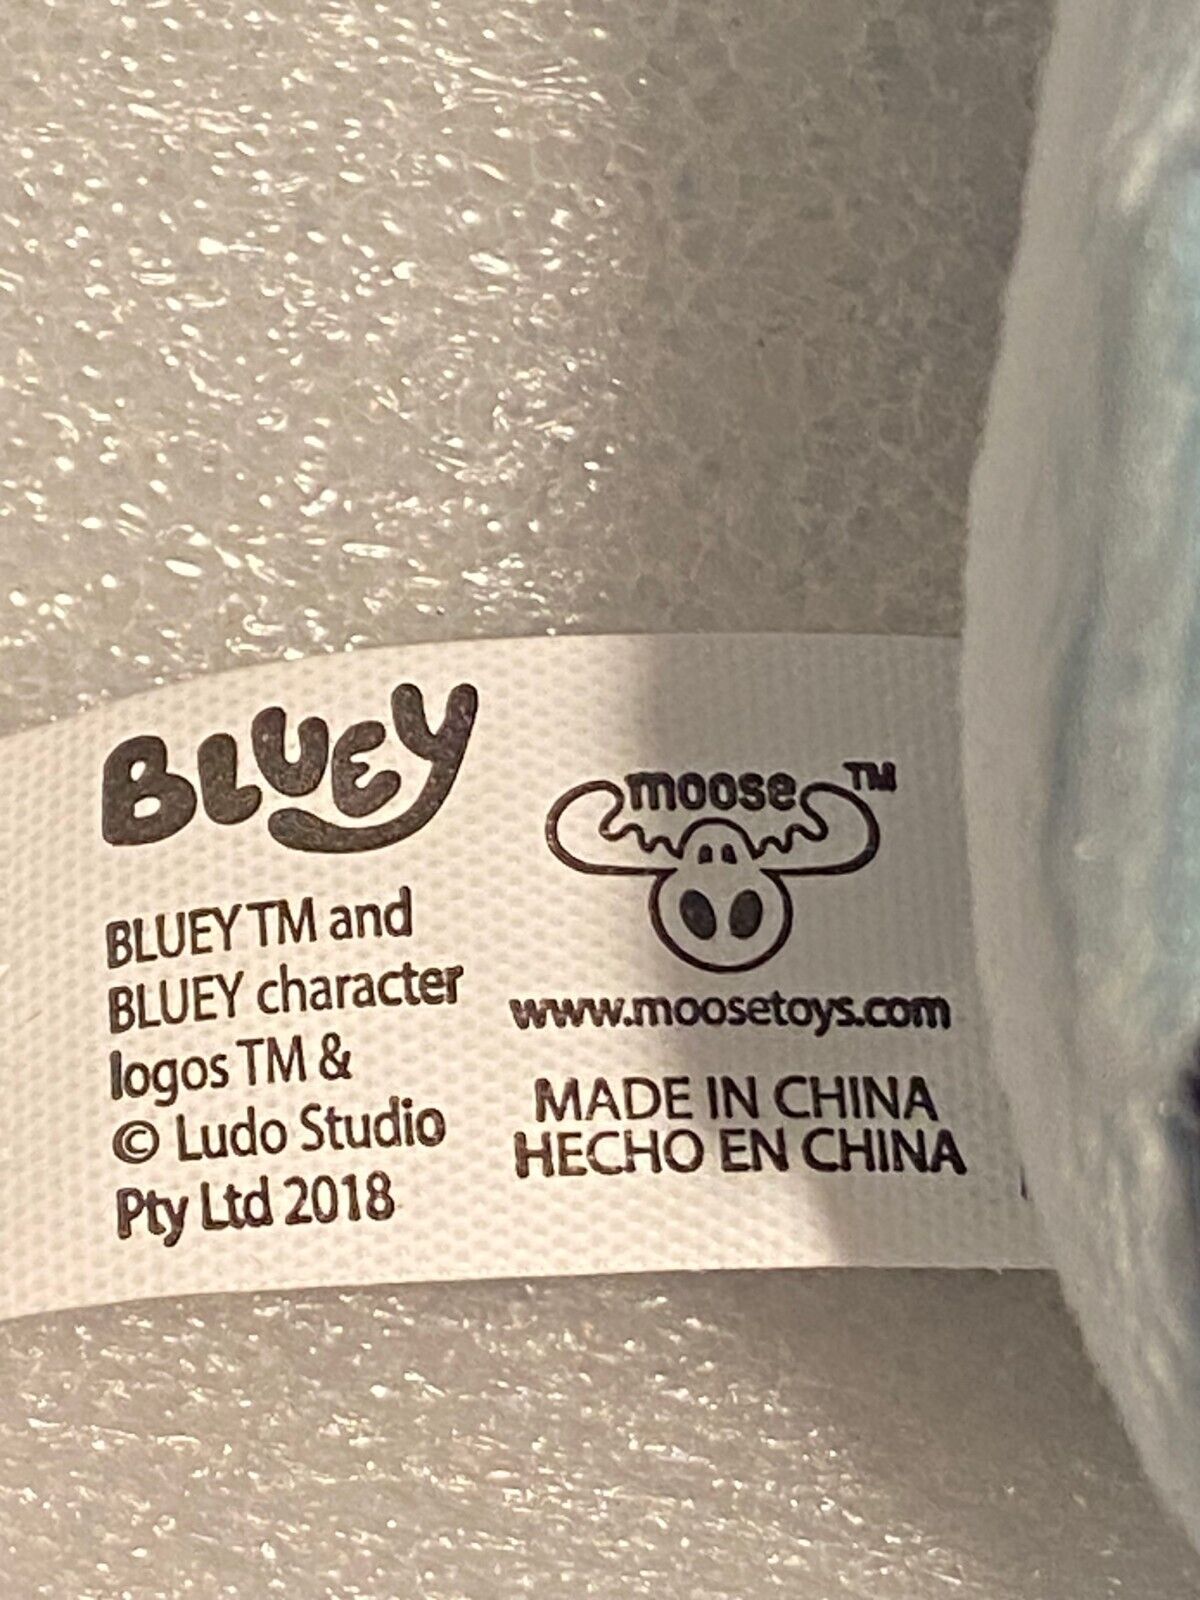 BLUEY
BLUEY TM and
BLUEY character
logos TM &
© Ludo Studio
Pty Ltd 2018
moose TM
www.moosetoys.com
MADE IN CHINA
HECHO EN CHINA